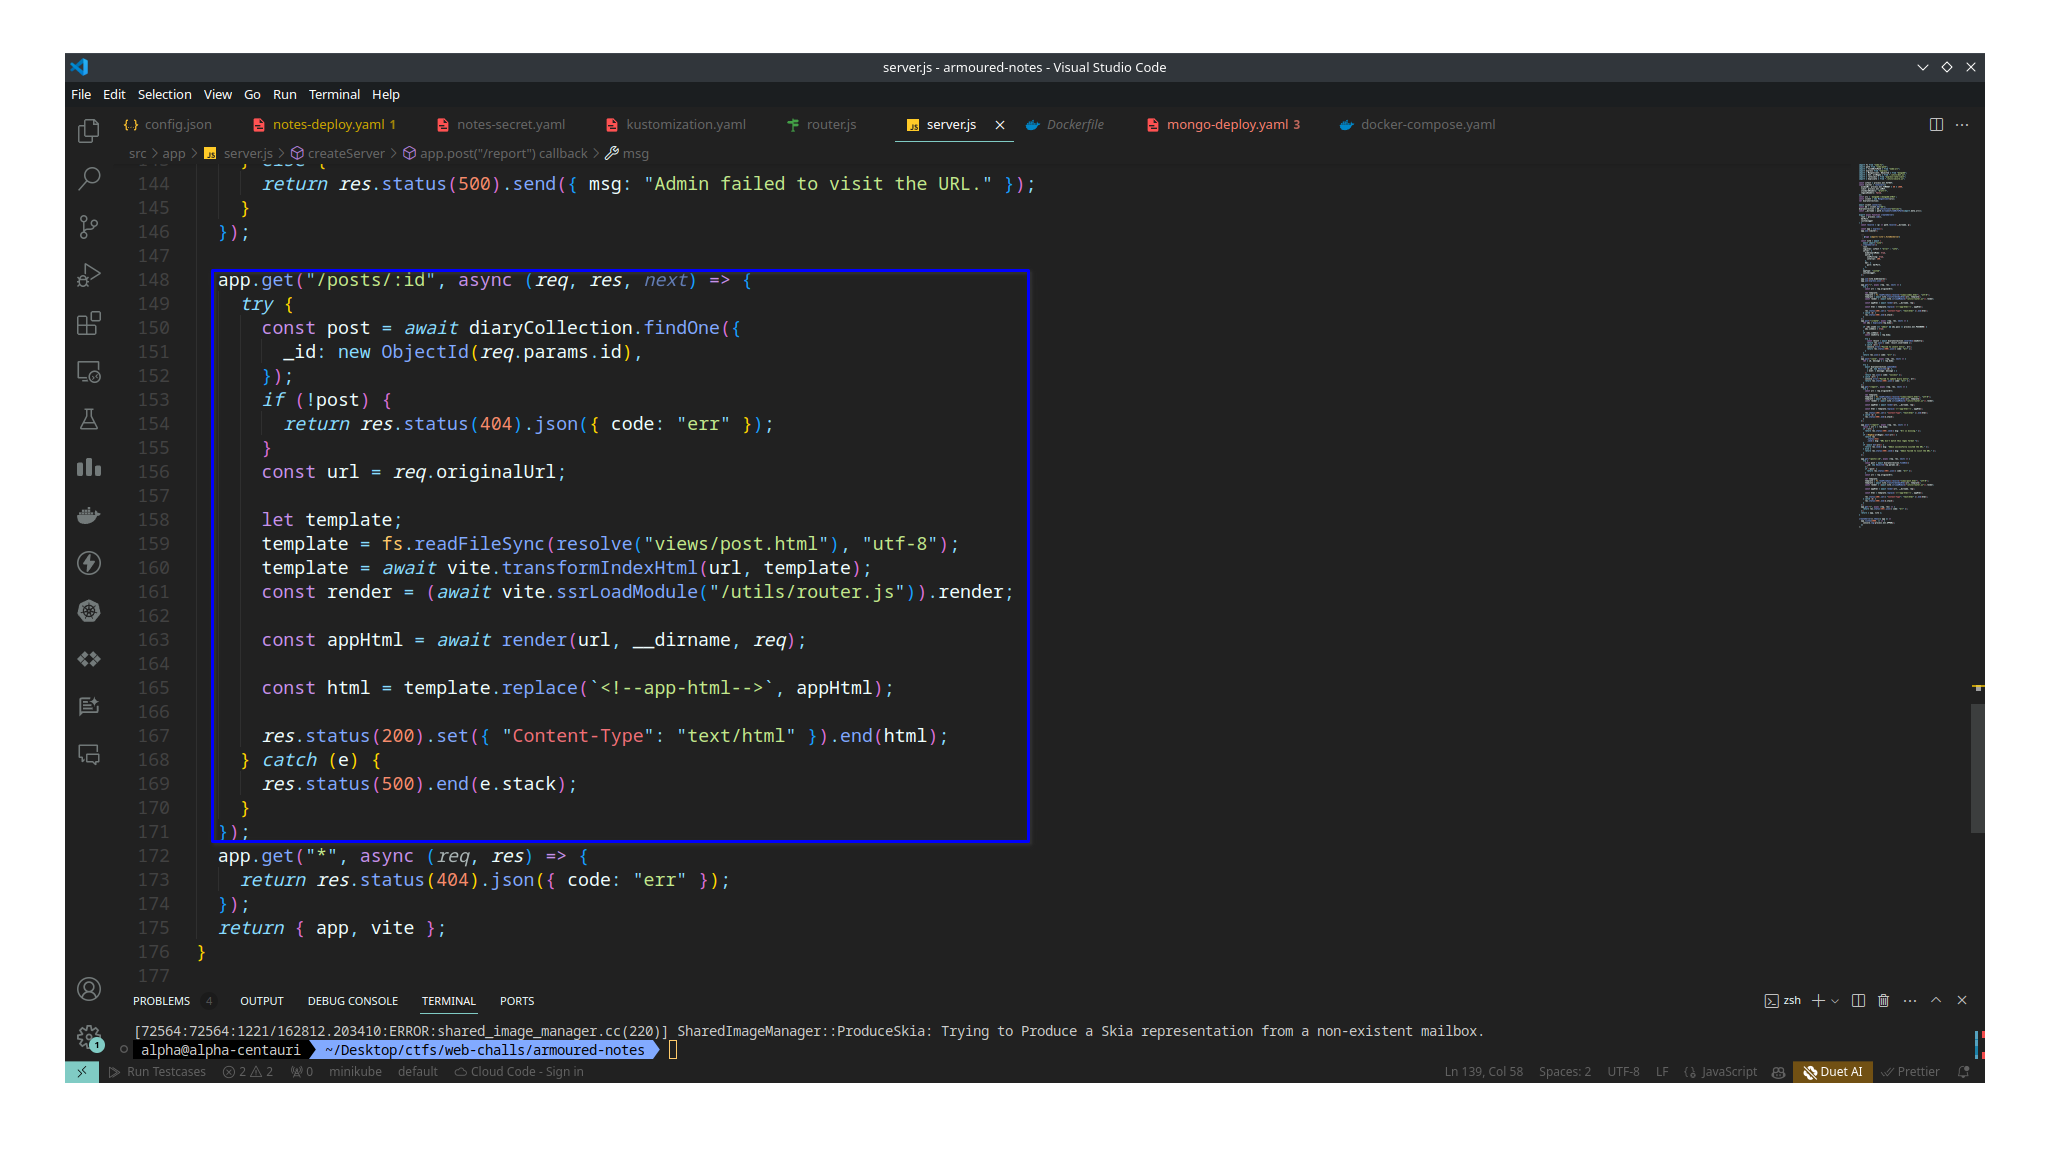 server.js - armoured-notes - Visual Studio Code
File Edit Selection View Go Run Terminal Help
config.json notes-deploy.yaml 1 notes-secret.yaml kustomization.yaml router.js server.js Dockerfile mongo-deploy.yaml 3 docker-compose.yaml
src > app > JS server.js > createServer > app.post("/report") callback > msg
144 return res.status(500).send({ msg: "Admin failed to visit the URL." });
145 }
146 });
147
148 app.get("/posts/:id", async (req, res, next) => {
149 try {
150 const post = await diaryCollection.findOne({
151 _id: new ObjectId(req.params.id),
152 });
153 if (!post) {
154 return res.status(404).json({ code: "err" });
155 }
156 const url = req.originalUrl;
157
158 let template;
159 template = fs.readFileSync(resolve("views/post.html"), "utf-8");
160 template = await vite.transformIndexHtml(url, template);
161 const render = (await vite.ssrLoadModule("/utils/router.js")).render;
162
163 const appHtml = await render(url, __dirname, req);
164
165 const html = template.replace(`<!--app-html-->`, appHtml);
166
167 res.status(200).set({ "Content-Type": "text/html" }).end(html);
168 } catch (e) {
169 res.status(500).end(e.stack);
170 }
171 });
172 app.get("*", async (req, res) => {
173 return res.status(404).json({ code: "err" });
174 });
175 return { app, vite };
176 }
177
PROBLEMS 4 OUTPUT DEBUG CONSOLE TERMINAL PORTS zsh
[72564:72564:1221/162812.203410:ERROR:shared_image_manager.cc(220)] SharedImageManager::ProduceSkia: Trying to Produce a Skia representation from a non-existent mailbox.
alpha@alpha-centauri ~/Desktop/ctfs/web-challs/armoured-notes
1
Run Testcases 2 2 0 minikube default Cloud Code - Sign in Ln 139, Col 58 Spaces: 2 UTF-8 LF JavaScript Duet AI Prettier